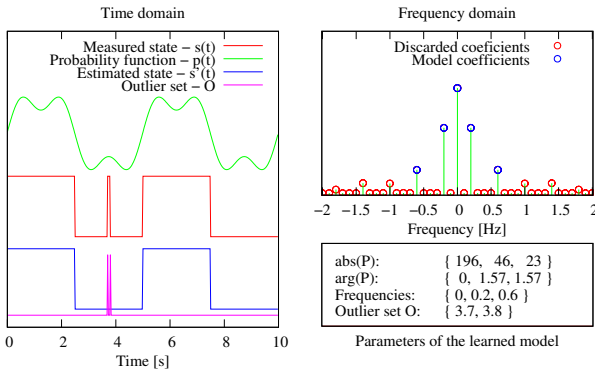 Time domain
Measured state − s(t)
Probability function − p(t)
Estimated state − s'(t)
Outlier set − O
0 2 4 6 8 10
Time [s]
Frequency domain
Discarded coeficients
Model coefficients
−2 −1.5 −1 −0.5 0 0.5 1 1.5 2
Frequency [Hz]
abs(P): { 196, 46, 23 }
arg(P): { 0, 1.57, 1.57 }
Frequencies: { 0, 0.2, 0.6 }
Outlier set O: { 3.7, 3.8 }
Parameters of the learned model